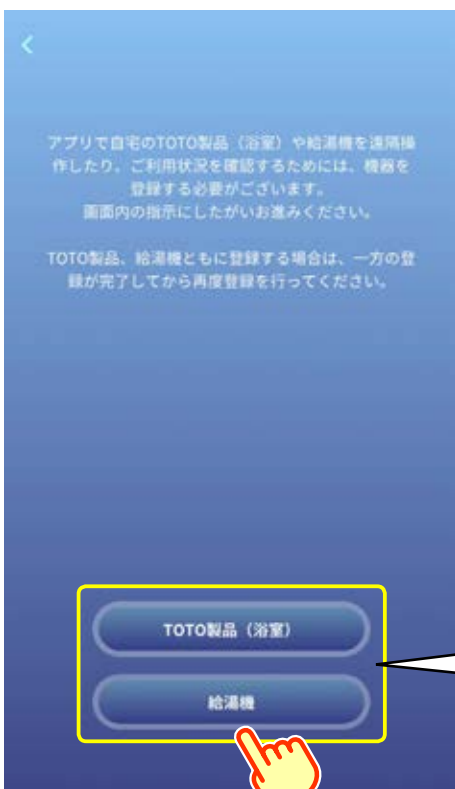 アプリで自宅のTOTO製品（浴室）や給湯機を遠隔操
作したり、ご利用状況を確認するためには、機器を
登録する必要がございます。
画面内の指示にしたがいお進みください。
TOTO製品、給湯機ともに登録する場合は、一方の登
録が完了してから再度登録を行ってください。
TOTO製品（浴室）
給湯機